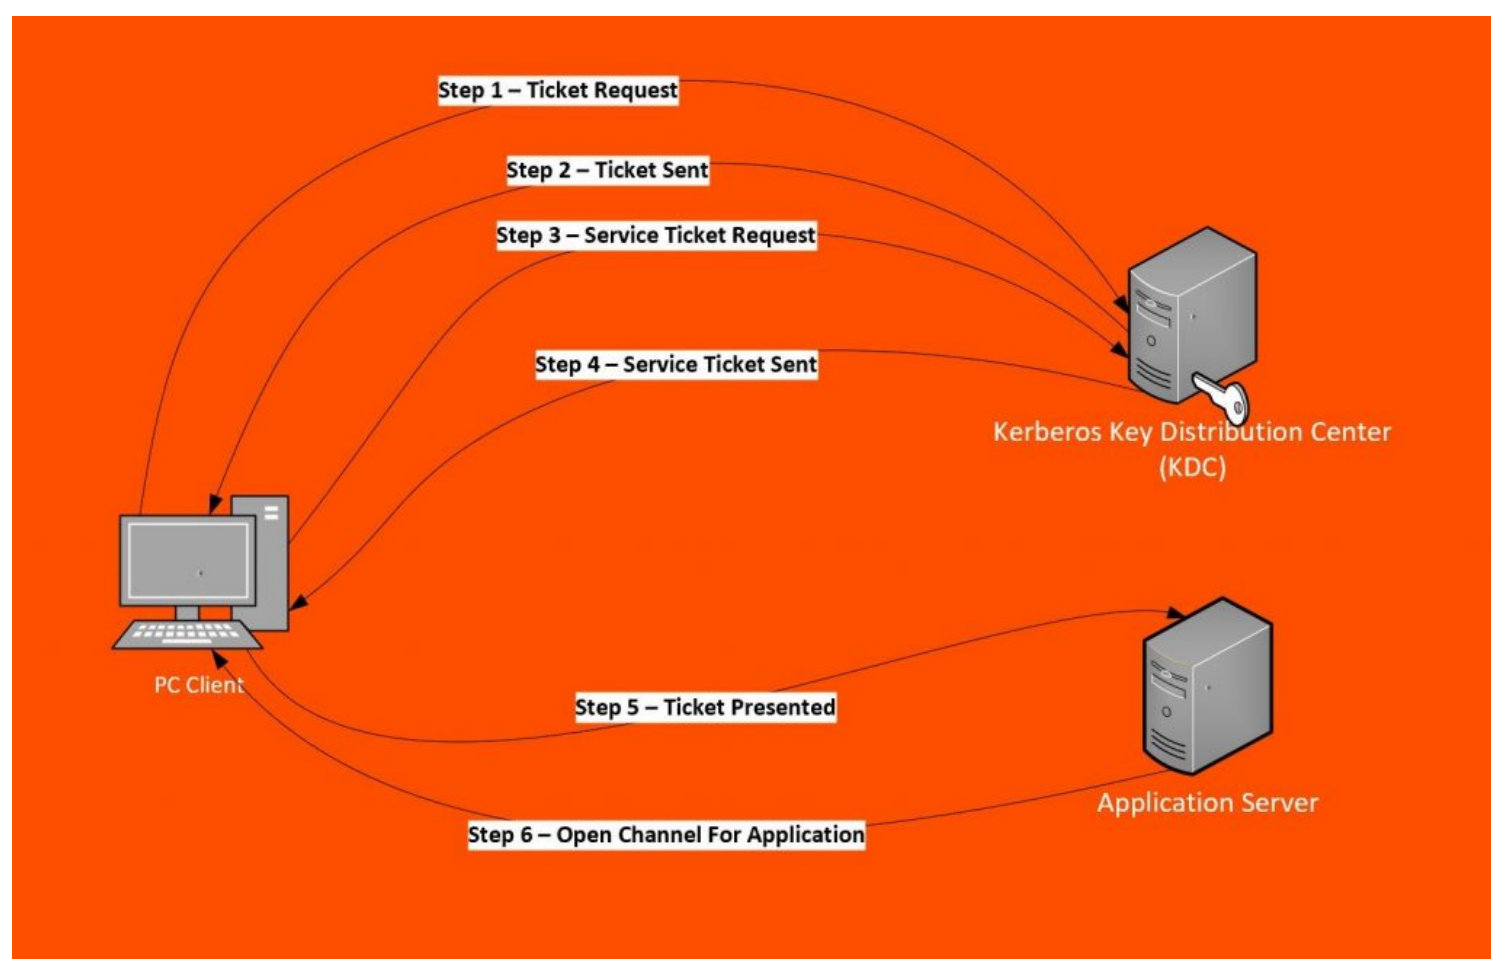 Step 1 – Ticket Request
Step 2 – Ticket Sent
Step 3 – Service Ticket Request
Step 4 – Service Ticket Sent
Kerberos Key Distribution Center
(KDC)
PC Client
Step 5 – Ticket Presented
Application Server
Step 6 – Open Channel For Application